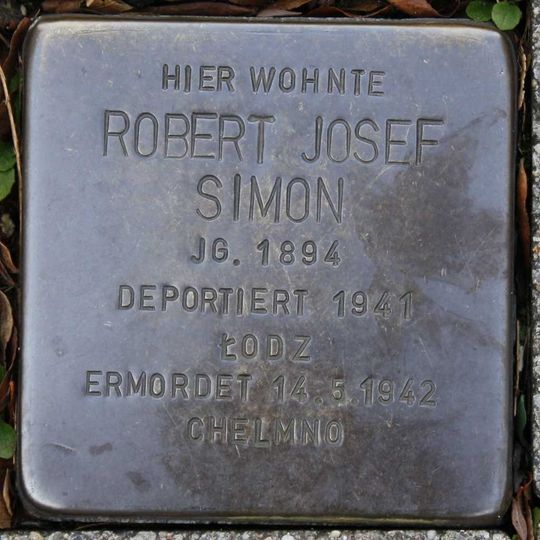 HIER WOHNTE
ROBERT JOSEF
SIMON
JG. 1894
DEPORTIERT 1941
ŁODZ
ERMORDET 14.5.1942
CHELMNO